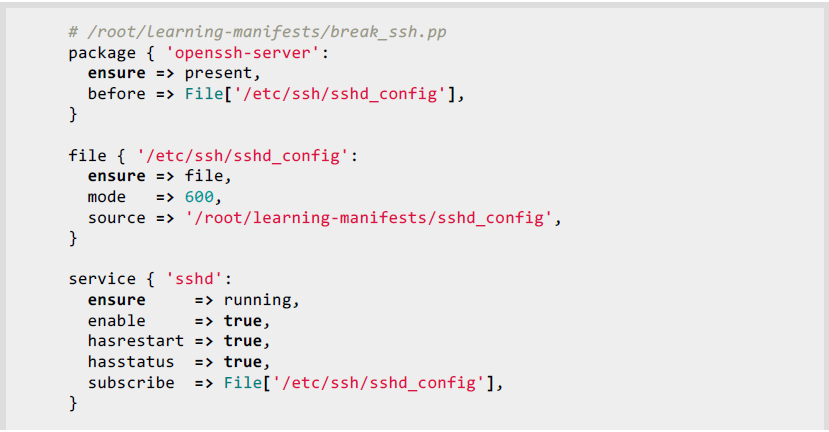 # /root/learning-manifests/break_ssh.pp
package { 'openssh-server':
  ensure => present,
  before => File['/etc/ssh/sshd_config'],
}

file { '/etc/ssh/sshd_config':
  ensure => file,
  mode   => 600,
  source => '/root/learning-manifests/sshd_config',
}

service { 'sshd':
  ensure     => running,
  enable     => true,
  hasrestart => true,
  hasstatus  => true,
  subscribe  => File['/etc/ssh/sshd_config'],
}